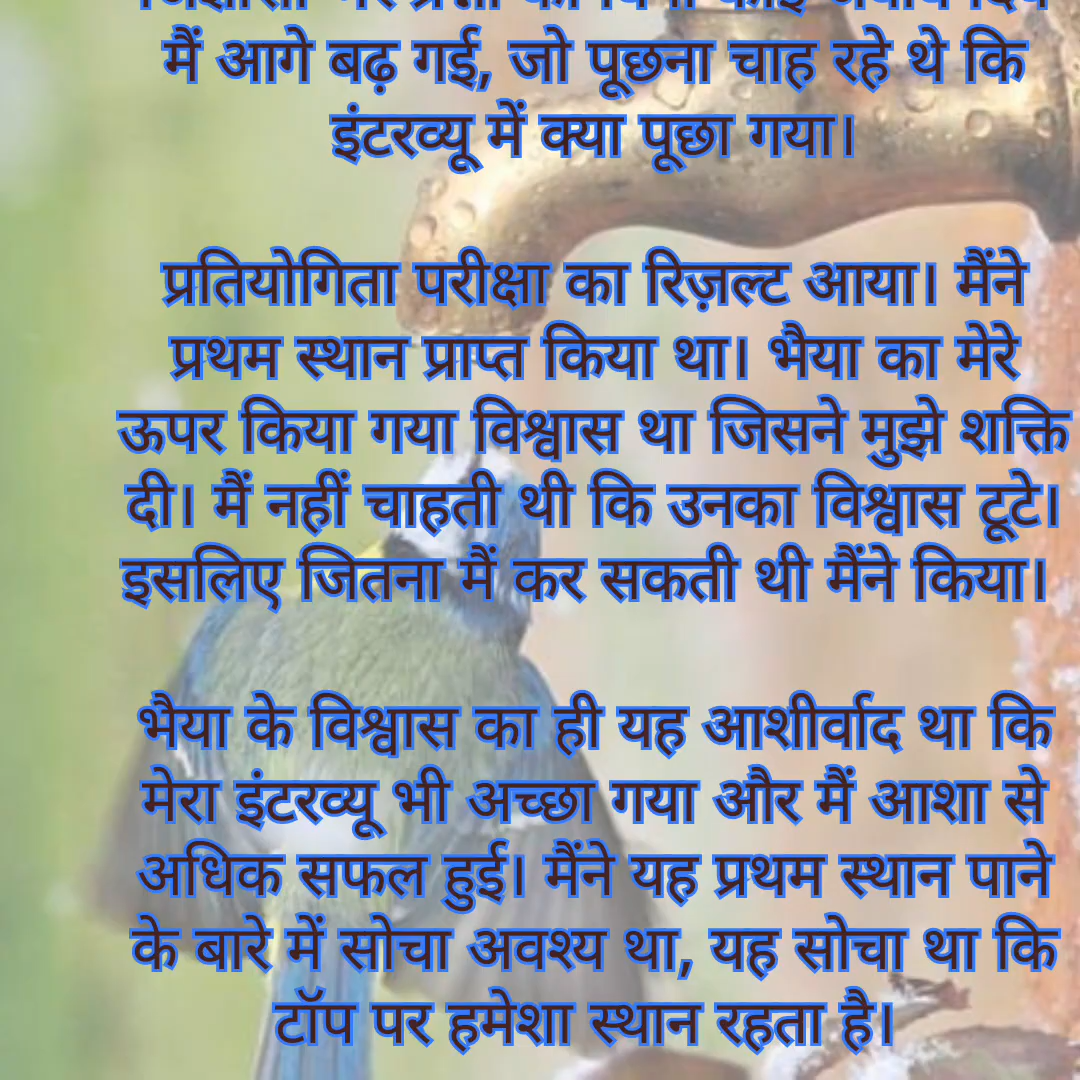 मैं आगे बढ़ गई, जो पूछना चाह रहे थे कि
इंटरव्यू में क्या पूछा गया।
प्रतियोगिता परीक्षा का रिज़ल्ट आया। मैंने
प्रथम स्थान प्राप्त किया था। भैया का मेरे
ऊपर किया गया विश्वास था जिसने मुझे शक्ति
दी। मैं नहीं चाहती थी कि उनका विश्वास टूटे।
इसलिए जितना मैं कर सकती थी मैंने किया।
भैया के विश्वास का ही यह आशीर्वाद था कि
मेरा इंटरव्यू भी अच्छा गया और मैं आशा से
अधिक सफल हुई। मैंने यह प्रथम स्थान पाने
के बारे में सोचा अवश्य था, यह सोचा था कि
टॉप पर हमेशा स्थान रहता है।